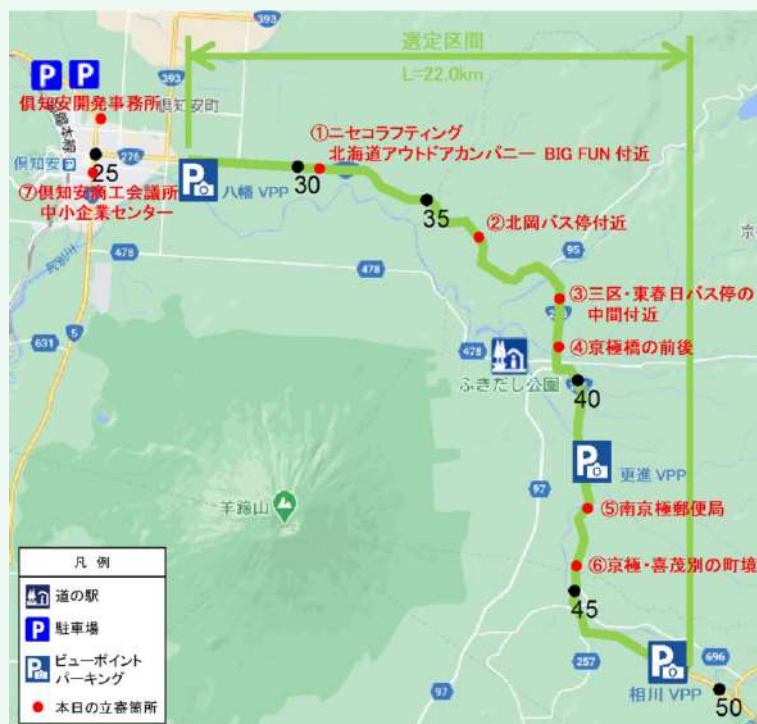 393
選定区間
L=22.0km
393
393
倶知安開発事務所
倶知安町
倶知安
276
25
⑦倶知安商工会議所
中小企業センター
八幡 VPP
30
①ニセコラフティング
北海道アウトドアカンパニー BIG FUN 付近
35
②北岡バス停付近
95
京
478
478
③三区・東春日バス停の
中間付近
631
5
478
④京極橋の前後
ふきだし公園
40
更進 VPP
羊蹄山
97
⑤南京極郵便局
⑥京極・喜茂別の町境
45
凡 例
道の駅
P
駐車場
P
ビューポイント
パーキング
本日の立審箇所
97
257
696
相川 VPP
50